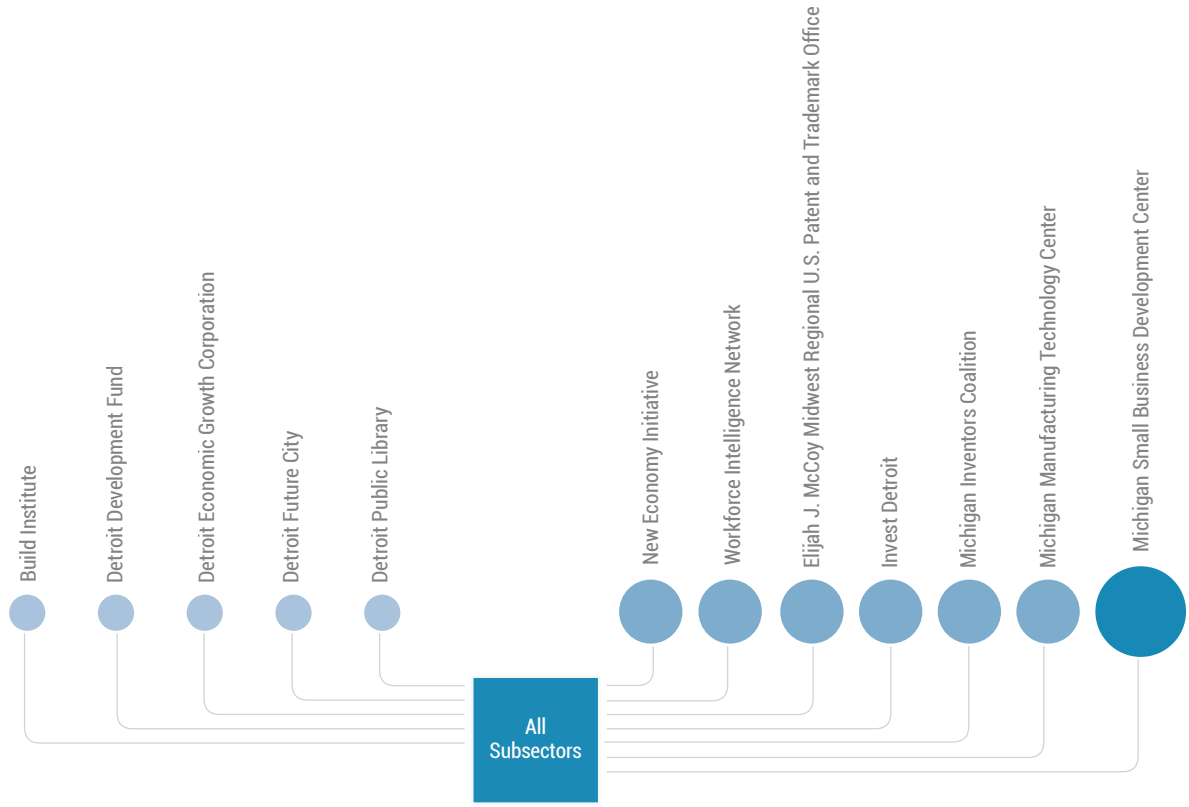 Build Institute
Detroit Development Fund
Detroit Economic Growth Corporation
Detroit Future City
Detroit Public Library
New Economy Initiative
Workforce Intelligence Network
Elijah J. McCoy Midwest Regional U.S. Patent and Trademark Office
Invest Detroit
Michigan Inventors Coalition
Michigan Manufacturing Technology Center
Michigan Small Business Development Center
All
Subsectors